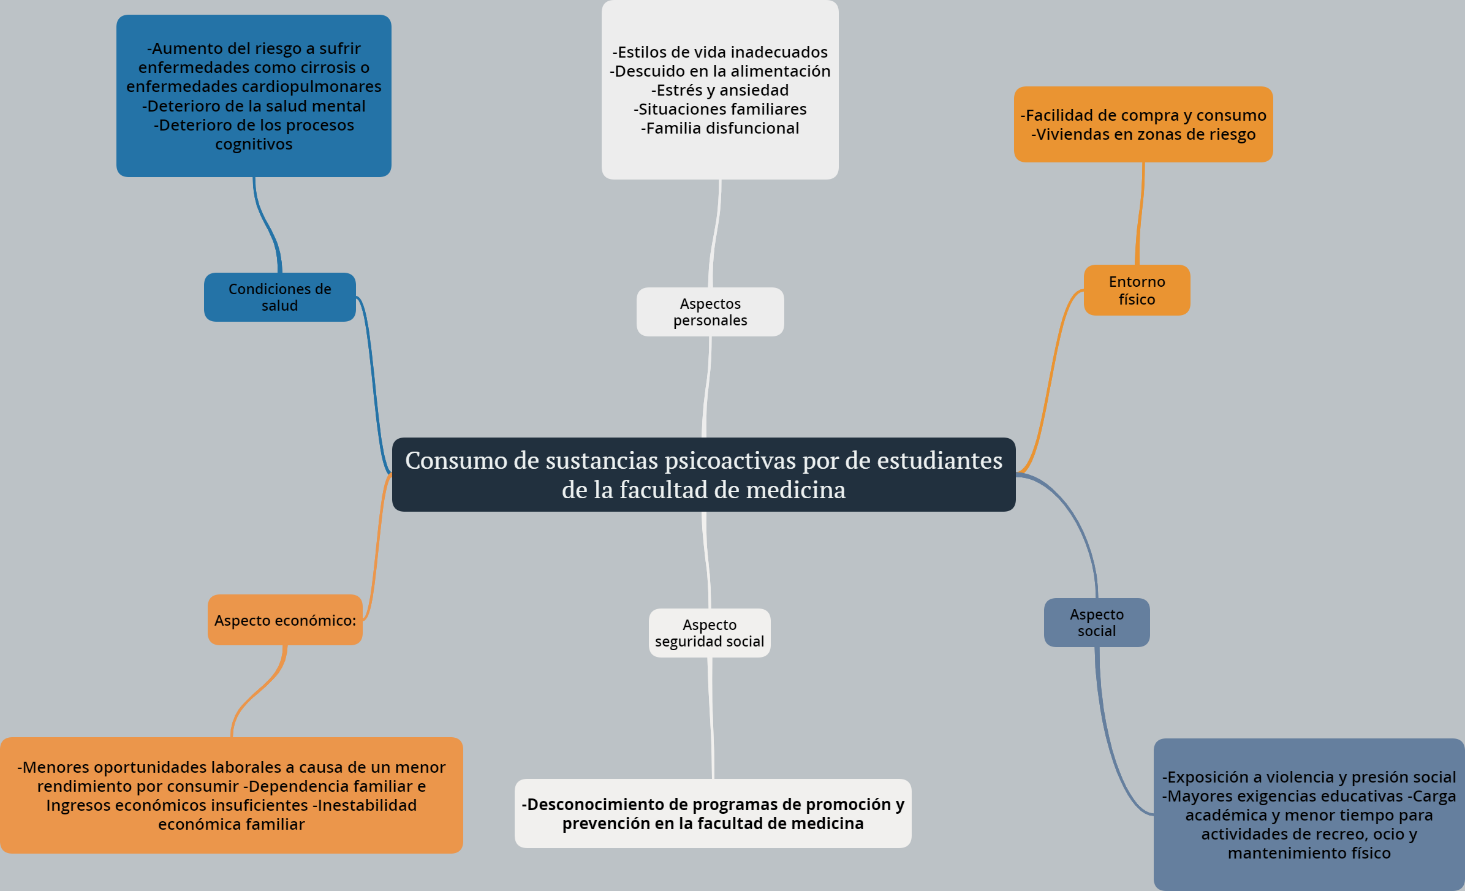 -Aumento del riesgo a sufrir
enfermedades como cirrosis o
enfermedades cardiopulmonares
-Deterioro de la salud mental
-Deterioro de los procesos
cognitivos
-Estilos de vida inadecuados
-Descuido en la alimentación
-Estrés y ansiedad
-Situaciones familiares
-Familia disfuncional
-Facilidad de compra y consumo
-Viviendas en zonas de riesgo
Condiciones de
salud
Aspectos
personales
Entorno
físico
Consumo de sustancias psicoactivas por de estudiantes
de la facultad de medicina
Aspecto económico:
Aspecto
seguridad social
Aspecto
social
-Menores oportunidades laborales a causa de un menor
rendimiento por consumir -Dependencia familiar e
Ingresos económicos insuficientes -Inestabilidad
económica familiar
-Desconocimiento de programas de promoción y
prevención en la facultad de medicina
-Exposición a violencia y presión social
-Mayores exigencias educativas -Carga
académica y menor tiempo para
actividades de recreo, ocio y
mantenimiento físico